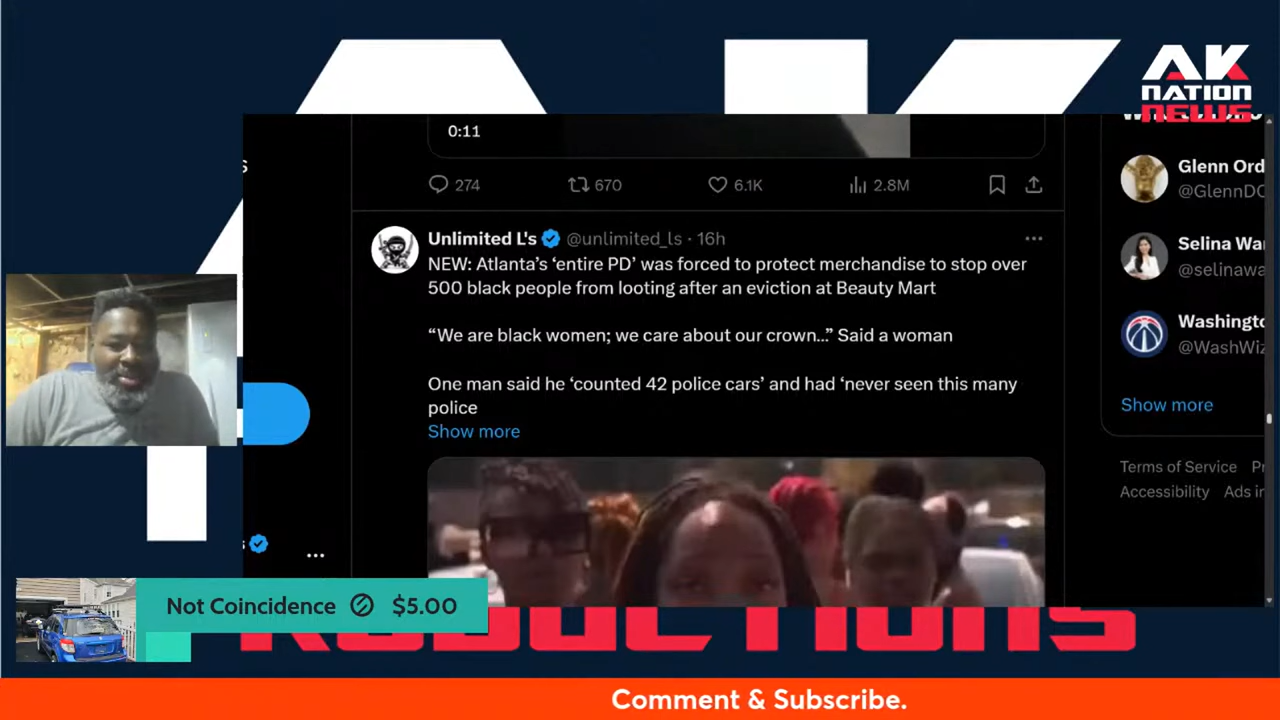 AK
NATION
NEWS
0:11
274
670
6.1K
2.8M
Unlimited L's @unlimited_ls · 16h
NEW: Atlanta's 'entire PD' was forced to protect merchandise to stop over
500 black people from looting after an eviction at Beauty Mart
“We are black women; we care about our crown...” Said a woman
One man said he 'counted 42 police cars' and had 'never seen this many
police
Show more
Glenn Ord
@GlennDC
Selina Wa
@selinawa
Washingto
@WashWiz
Show more
Terms of Service
Accessibility Ads in
Not Coincidence $5.00
Comment & Subscribe.